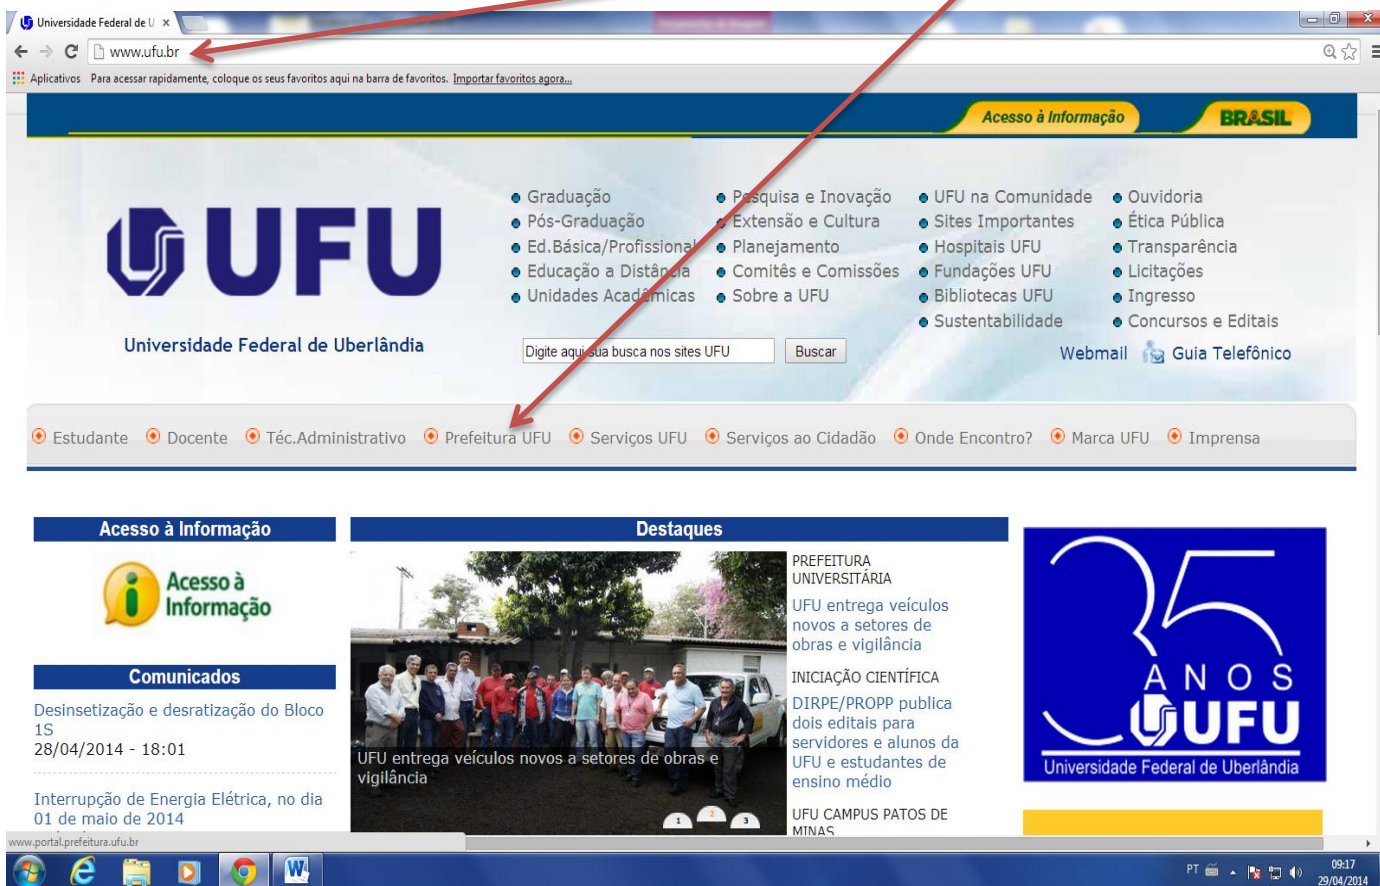 Universidade Federal de U
www.ufu.br
Aplicativos Para acessar rapidamente, coloque os seus favoritos aqui na barra de favoritos. Importar favoritos agora...
Acesso à Informação
BRASIL
UFU
Universidade Federal de Uberlândia
Graduação
Pós-Graduação
Ed.Básica/Profissional
Educação a Distância
Unidades Acadêmicas
Pesquisa e Inovação
Extensão e Cultura
Planejamento
Comitês e Comissões
Sobre a UFU
UFU na Comunidade
Sites Importantes
Hospitais UFU
Fundações UFU
Bibliotecas UFU
Sustentabilidade
Ouvidoria
Ética Pública
Transparência
Licitações
Ingresso
Concursos e Editais
Digite aqui sua busca nos sites UFU
Buscar
Webmail Guia Telefônico
Estudante Docente Téc.Administrativo Prefeitura UFU Serviços UFU Serviços ao Cidadão Onde Encontro? Marca UFU Imprensa
Acesso à Informação
Acesso à
Informação
Comunicados
Desinsetização e desratização do Bloco
1S
28/04/2014 - 18:01
Interrupção de Energia Elétrica, no dia
01 de maio de 2014
Destaques
UFU entrega veículos novos a setores de obras e
vigilância
1 2 3
PREFEITURA
UNIVERSITÁRIA
UFU entrega veículos
novos a setores de
obras e vigilância
INICIAÇÃO CIENTÍFICA
DIRPE/PROPP publica
dois editais para
servidores e alunos da
UFU e estudantes de
ensino médio
UFU CAMPUS PATOS DE
MINAS
35
ANOS
UFU
Universidade Federal de Uberlândia
www.portal.prefeitura.ufu.br
PT
09:17
29/04/2014